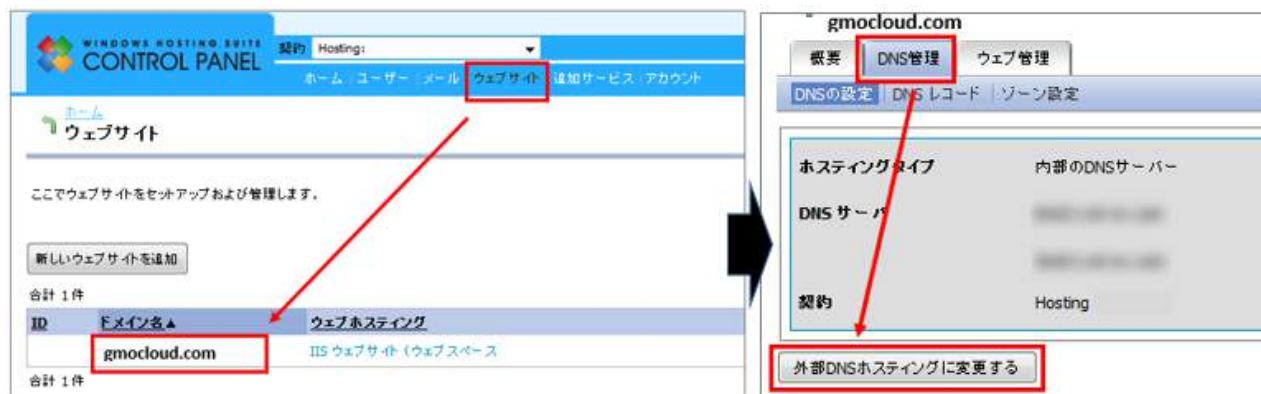 WINDOWS HOSTING SUITE
CONTROL PANEL
契約 Hosting:
ホーム ユーザー メール ウェブサイト 追加サービス アカウント
ホーム
ウェブサイト
ここでウェブサイトをセットアップおよび管理します。
新しいウェブサイトを追加
合計 1件
ID ドメイン名▲ ウェブホスティング
gmocloud.com IIS ウェブサイト (ウェブスペース
合計 1件
gmocloud.com
概要 DNS管理 ウェブ管理
DNSの設定 DNS レコード ゾーン設定
ホスティングタイプ 内部のDNSサーバー
DNS サーバ
契約 Hosting
外部DNSホスティングに変更する